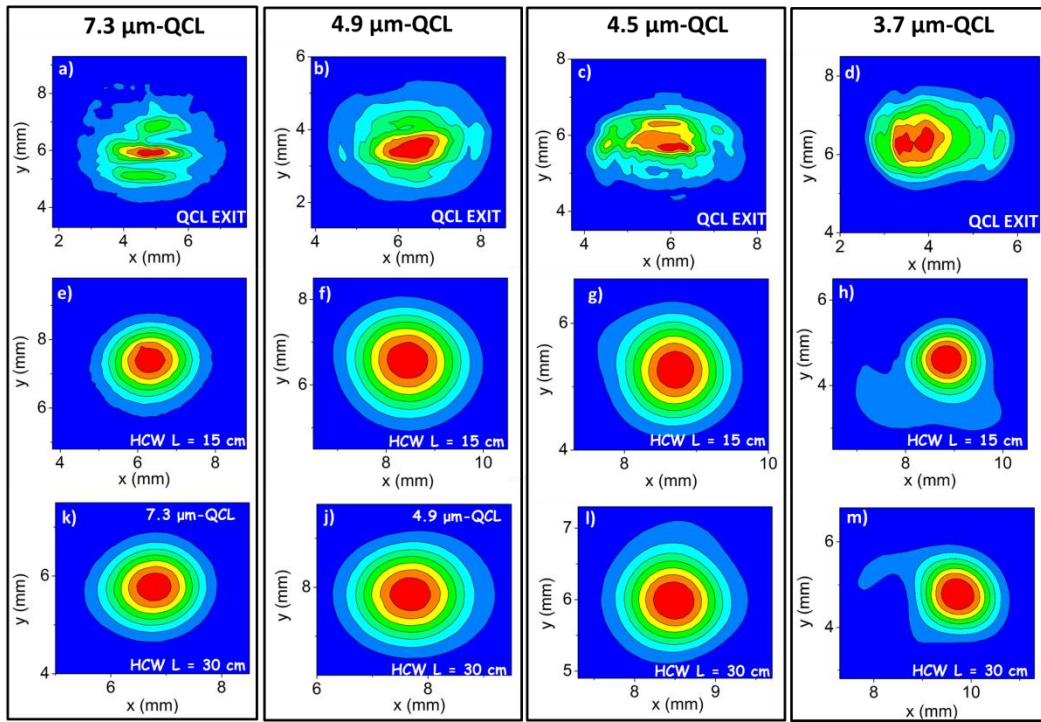 7.3 μm-QCL
4.9 μm-QCL
4.5 μm-QCL
3.7 μm-QCL
a)
8
6
4
y (mm)
QCL EXIT
2 4 6
x (mm)
b)
6
4
2
y (mm)
QCL EXIT
4 6 8
x (mm)
c)
8
6
4
y (mm)
QCL EXIT
4 6 8
x (mm)
d)
8
6
4
y (mm)
QCL EXIT
2 4 6
x (mm)
e)
8
6
y (mm)
HCW L = 15 cm
4 6 8
x (mm)
f)
8
6
y (mm)
HCW L = 15 cm
8 10
x (mm)
g)
6
4
y (mm)
HCW L = 15 cm
8 10
x (mm)
h)
6
4
y (mm)
HCW L = 15 cm
8 10
x (mm)
k)
7.3 μm-QCL
6
4
y (mm)
HCW L = 30 cm
6 8
x (mm)
j)
4.9 μm-QCL
8
y (mm)
HCW L = 30 cm
6 8
x (mm)
l)
7
6
5
y (mm)
HCW L = 30 cm
8 9
x (mm)
m)
6
4
y (mm)
HCW L = 30 cm
8 10
x (mm)